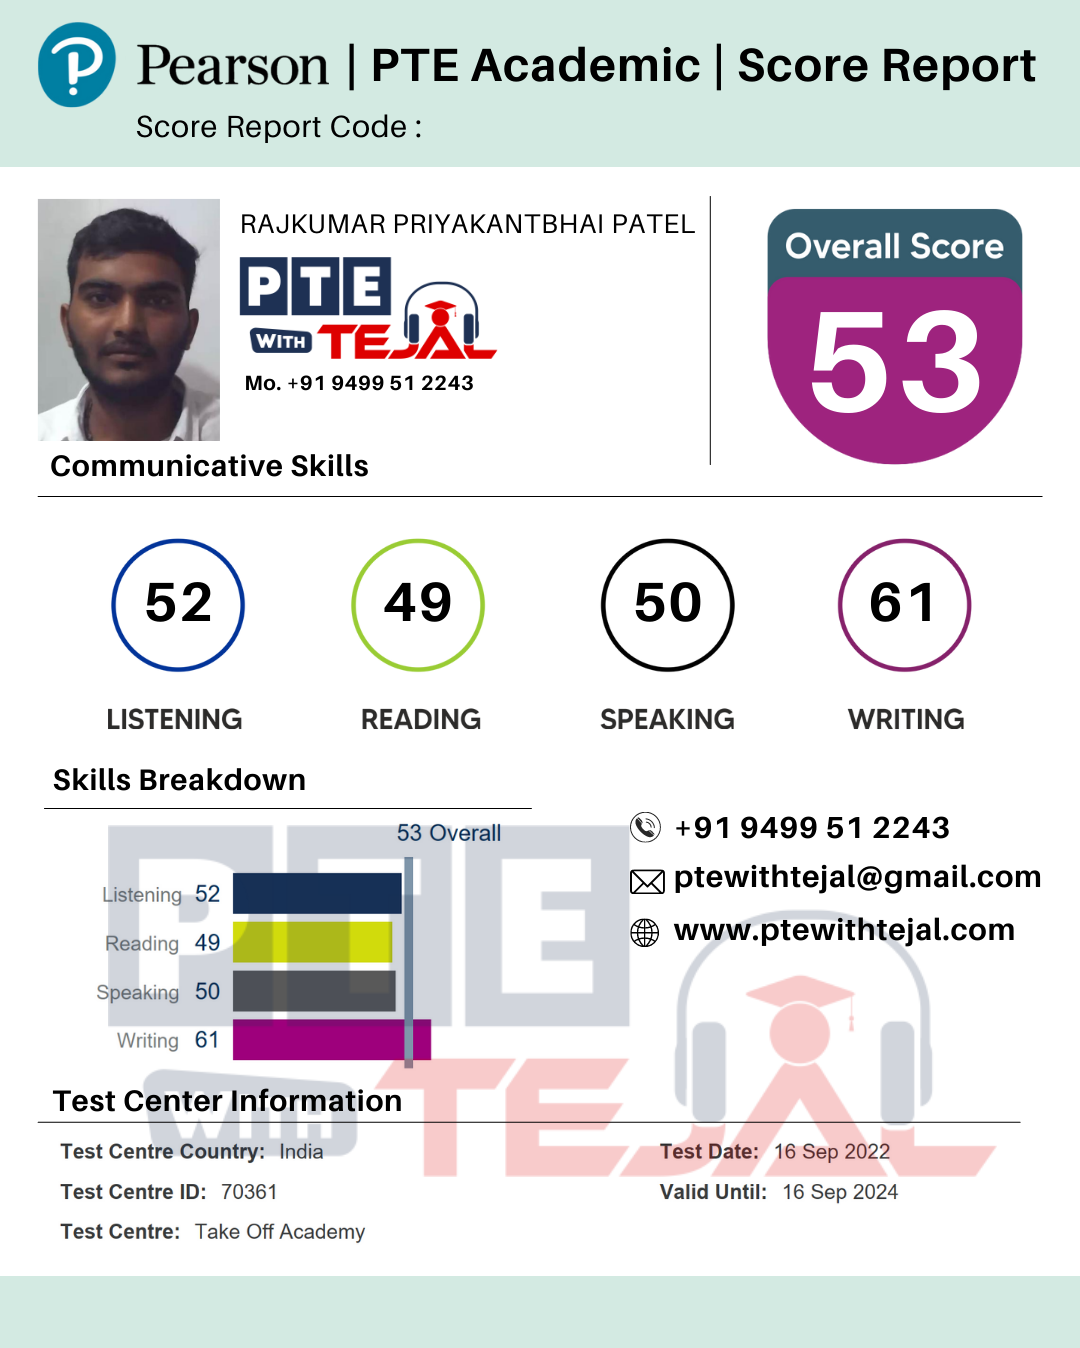 Pearson | PTE Academic | Score Report
Score Report Code :
RAJKUMAR PRIYAKANTBHAI PATEL
PTE
WITH TEJAL
Mo. +91 9499 51 2243
Overall Score
53
Communicative Skills
52 49 50 61
LISTENING READING SPEAKING WRITING
Skills Breakdown
53 Overall
Listening 52
Reading 49
Speaking 50
Writing 61
+91 9499 51 2243
ptewithtejal@gmail.com
www.ptewithtejal.com
PTE
WITH TEJAL
Test Center Information
Test Centre Country: India
Test Date: 16 Sep 2022
Test Centre ID: 70361
Valid Until: 16 Sep 2024
Test Centre: Take Off Academy